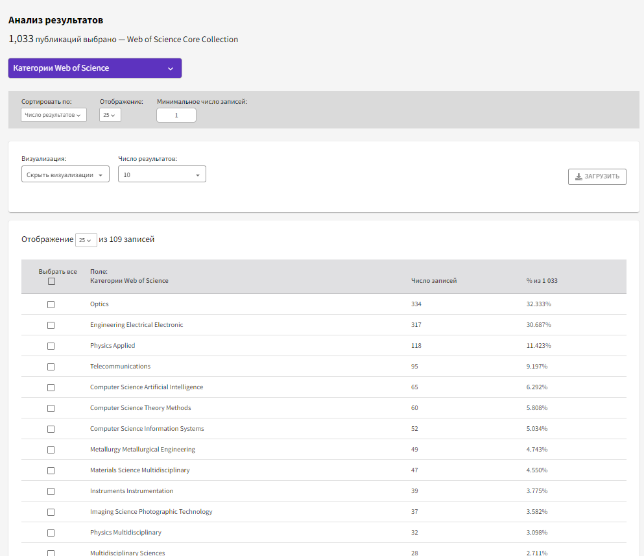 Анализ результатов
1,033 публикаций выбрано — Web of Science Core Collection
Категории Web of Science
Сортировать по: Отображение: Минимальное число записей:
Число результатов 25 1
Визуализация: Число результатов:
Скрыть визуализации 10 ЗАГРУЗИТЬ
Отображение 25 из 109 записей
Выбрать все Поле:
Категории Web of Science Число записей % из 1 033
Optics 334 32.333%
Engineering Electrical Electronic 317 30.687%
Physics Applied 118 11.423%
Telecommunications 95 9.197%
Computer Science Artificial Intelligence 65 6.292%
Computer Science Theory Methods 60 5.808%
Computer Science Information Systems 52 5.034%
Metallurgy Metallurgical Engineering 49 4.743%
Materials Science Multidisciplinary 47 4.550%
Instruments Instrumentation 39 3.775%
Imaging Science Photographic Technology 37 3.582%
Physics Multidisciplinary 32 3.098%
Multidisciplinary Sciences 28 2.711%